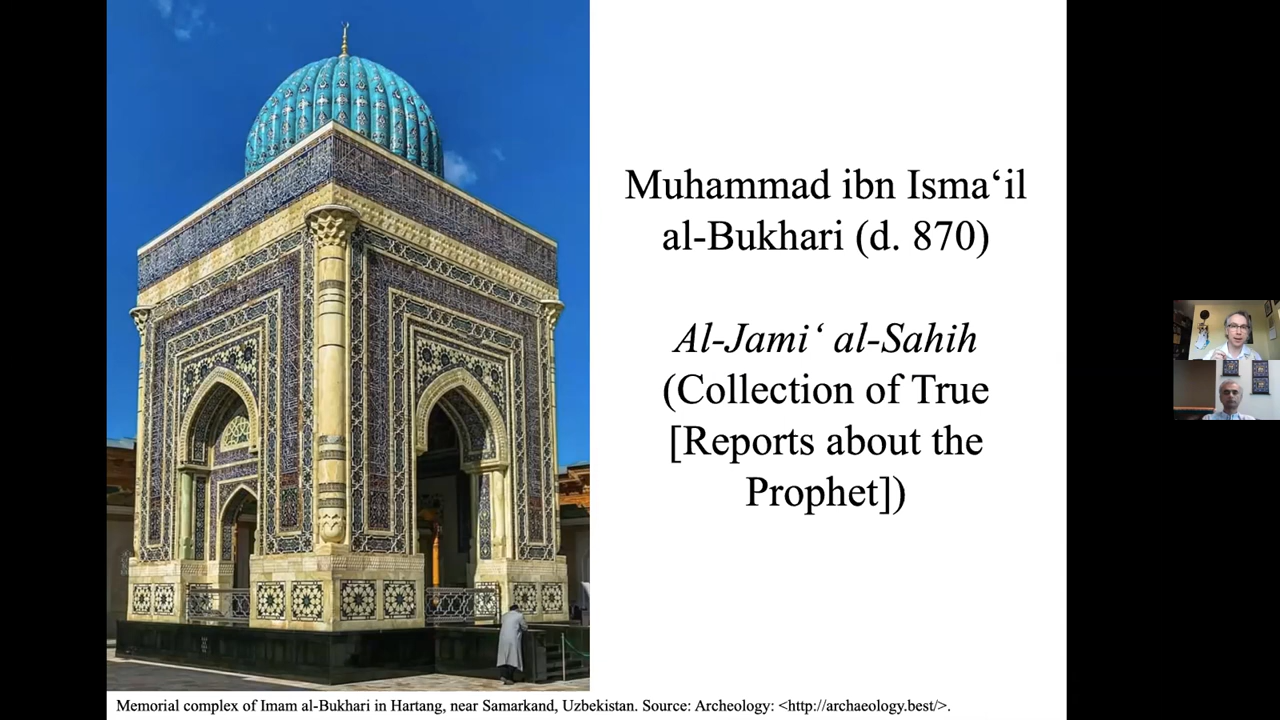 Muhammad ibn Isma‘il
al-Bukhari (d. 870)
Al-Jami‘ al-Sahih
(Collection of True
[Reports about the
Prophet])
Memorial complex of Imam al-Bukhari in Hartang, near Samarkand, Uzbekistan. Source: Archeology: <http://archaeology.best/>.